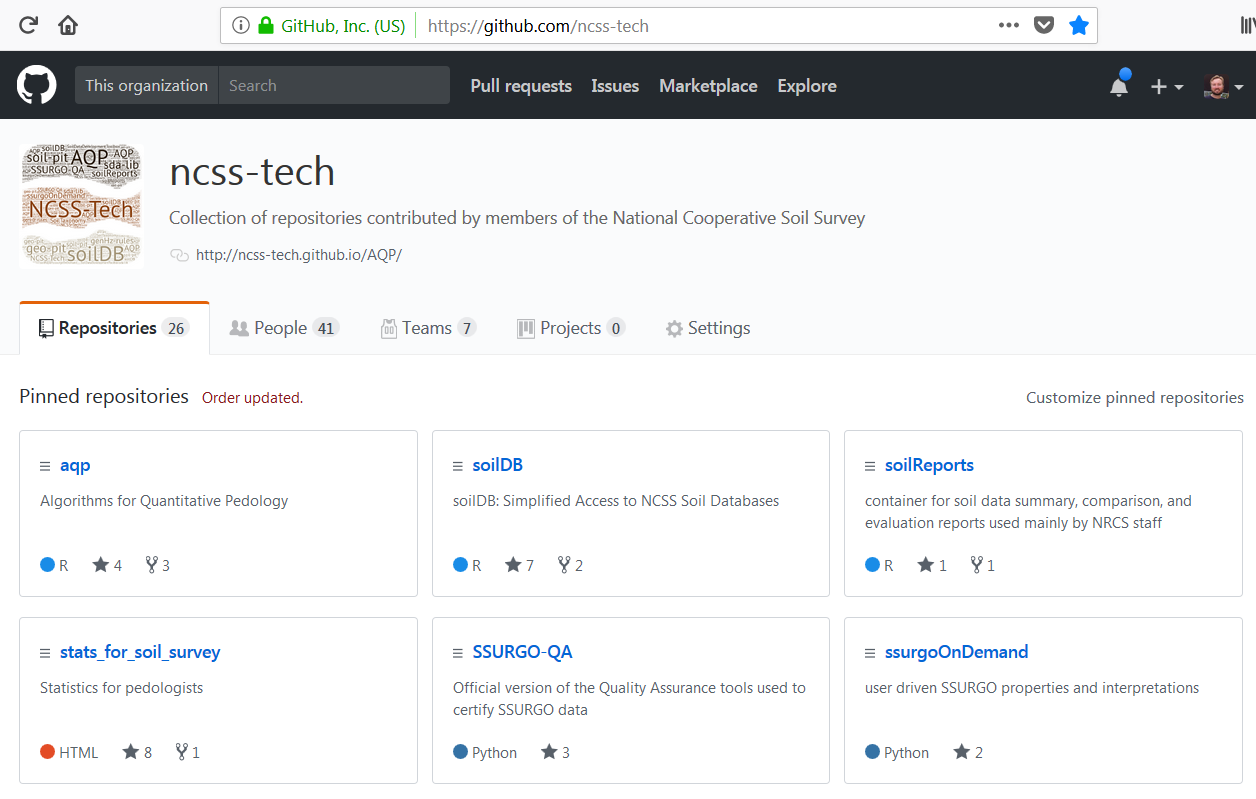 GitHub, Inc. (US) https://github.com/ncss-tech
This organization Search Pull requests Issues Marketplace Explore
AQP soilDB
soil-pit AQP AQP
SSURGO-QA sda-lib
soilReports
ssurgoOnDemand
NCSS-Tech
geo-pit soilDB
ncss-tech
Collection of repositories contributed by members of the National Cooperative Soil Survey
http://ncss-tech.github.io/AQP/
Repositories 26 People 41 Teams 7 Projects 0 Settings
Pinned repositories Order updated. Customize pinned repositories
aqp
Algorithms for Quantitative Pedology
R 4 3
soilDB
soilDB: Simplified Access to NCSS Soil Databases
R 7 2
soilReports
container for soil data summary, comparison, and
evaluation reports used mainly by NRCS staff
R 1 1
stats_for_soil_survey
Statistics for pedologists
HTML 8 1
SSURGO-QA
Official version of the Quality Assurance tools used to
certify SSURGO data
Python 3
ssurgoOnDemand
user driven SSURGO properties and interpretations
Python 2